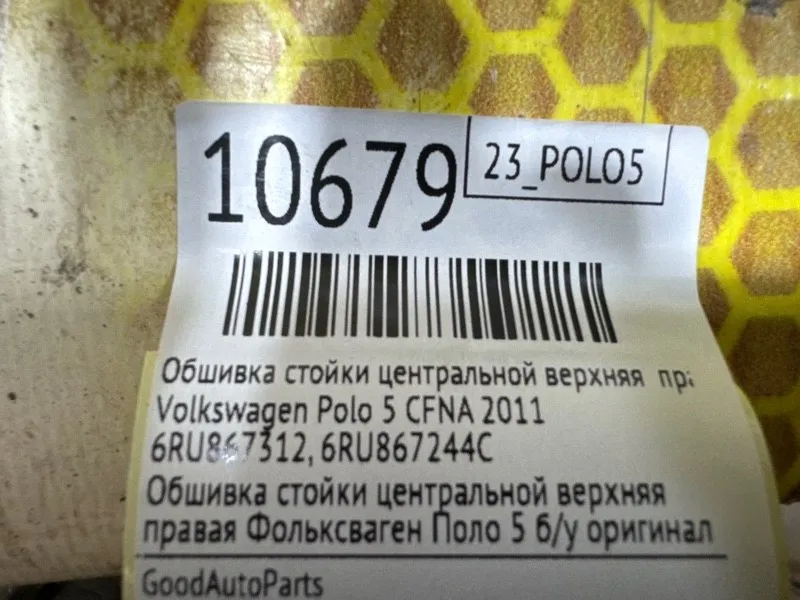 10679
23_POLO5
Обшивка стойки центральной верхняя
Volkswagen Polo 5 CFNA 2011
6RU867312, 6RU867244C
Обшивка стойки центральной верхняя
правая Фольксваген Поло 5 б/у оригинал
GoodAutoParts